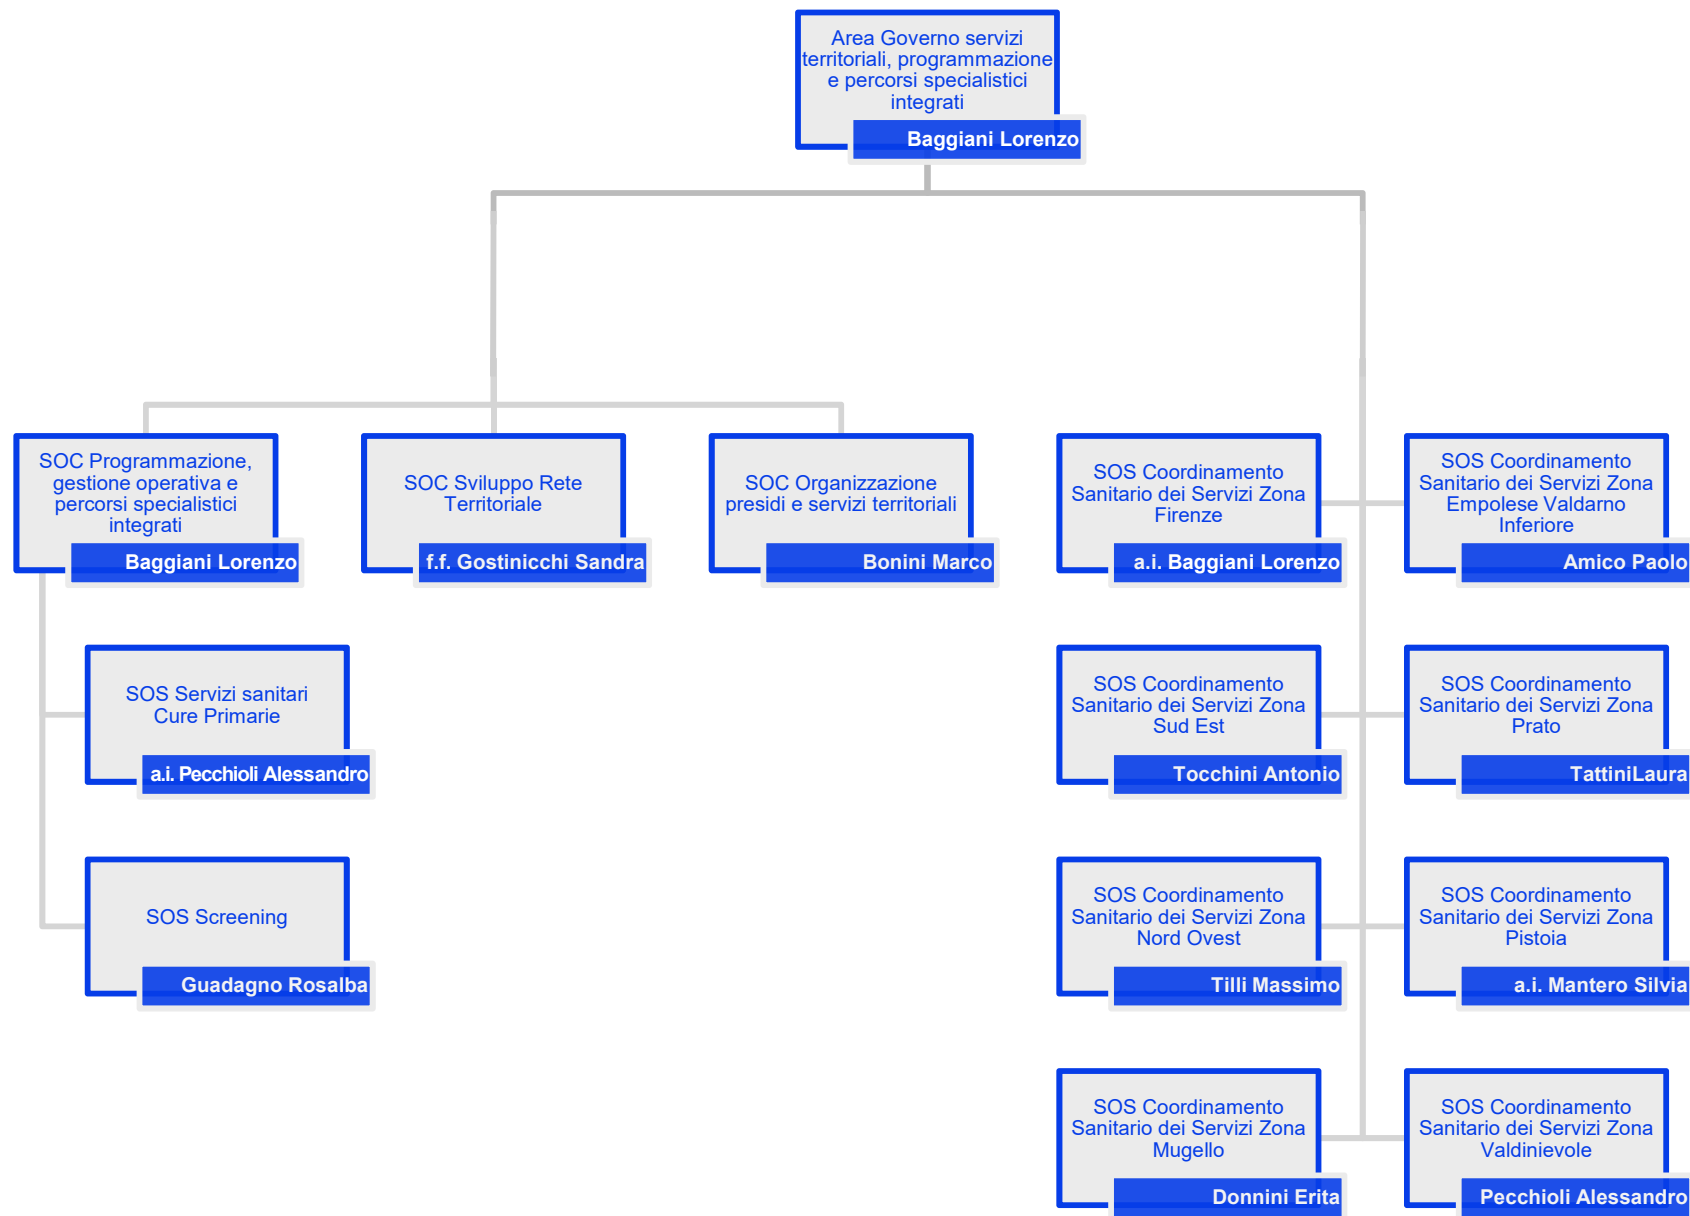 Area Governo servizi
territoriali, programmazione
e percorsi specialistici
integrati
Baggiani Lorenzo
SOC Programmazione,
gestione operativa e
percorsi specialistici
integrati
Baggiani Lorenzo
SOC Sviluppo Rete
Territoriale
f.f. Gostinicchi Sandra
SOC Organizzazione
presidi e servizi territoriali
Bonini Marco
SOS Coordinamento
Sanitario dei Servizi Zona
Firenze
a.i. Baggiani Lorenzo
SOS Coordinamento
Sanitario dei Servizi Zona
Empolese Valdarno
Inferiore
Amico Paolo
SOS Servizi sanitari
Cure Primarie
a.i. Pecchioli Alessandro
SOS Coordinamento
Sanitario dei Servizi Zona
Sud Est
Tocchini Antonio
SOS Coordinamento
Sanitario dei Servizi Zona
Prato
TattiniLaura
SOS Screening
Guadagno Rosalba
SOS Coordinamento
Sanitario dei Servizi Zona
Nord Ovest
Tilli Massimo
SOS Coordinamento
Sanitario dei Servizi Zona
Pistoia
a.i. Mantero Silvia
SOS Coordinamento
Sanitario dei Servizi Zona
Mugello
Donnini Erita
SOS Coordinamento
Sanitario dei Servizi Zona
Valdinievole
Pecchioli Alessandro